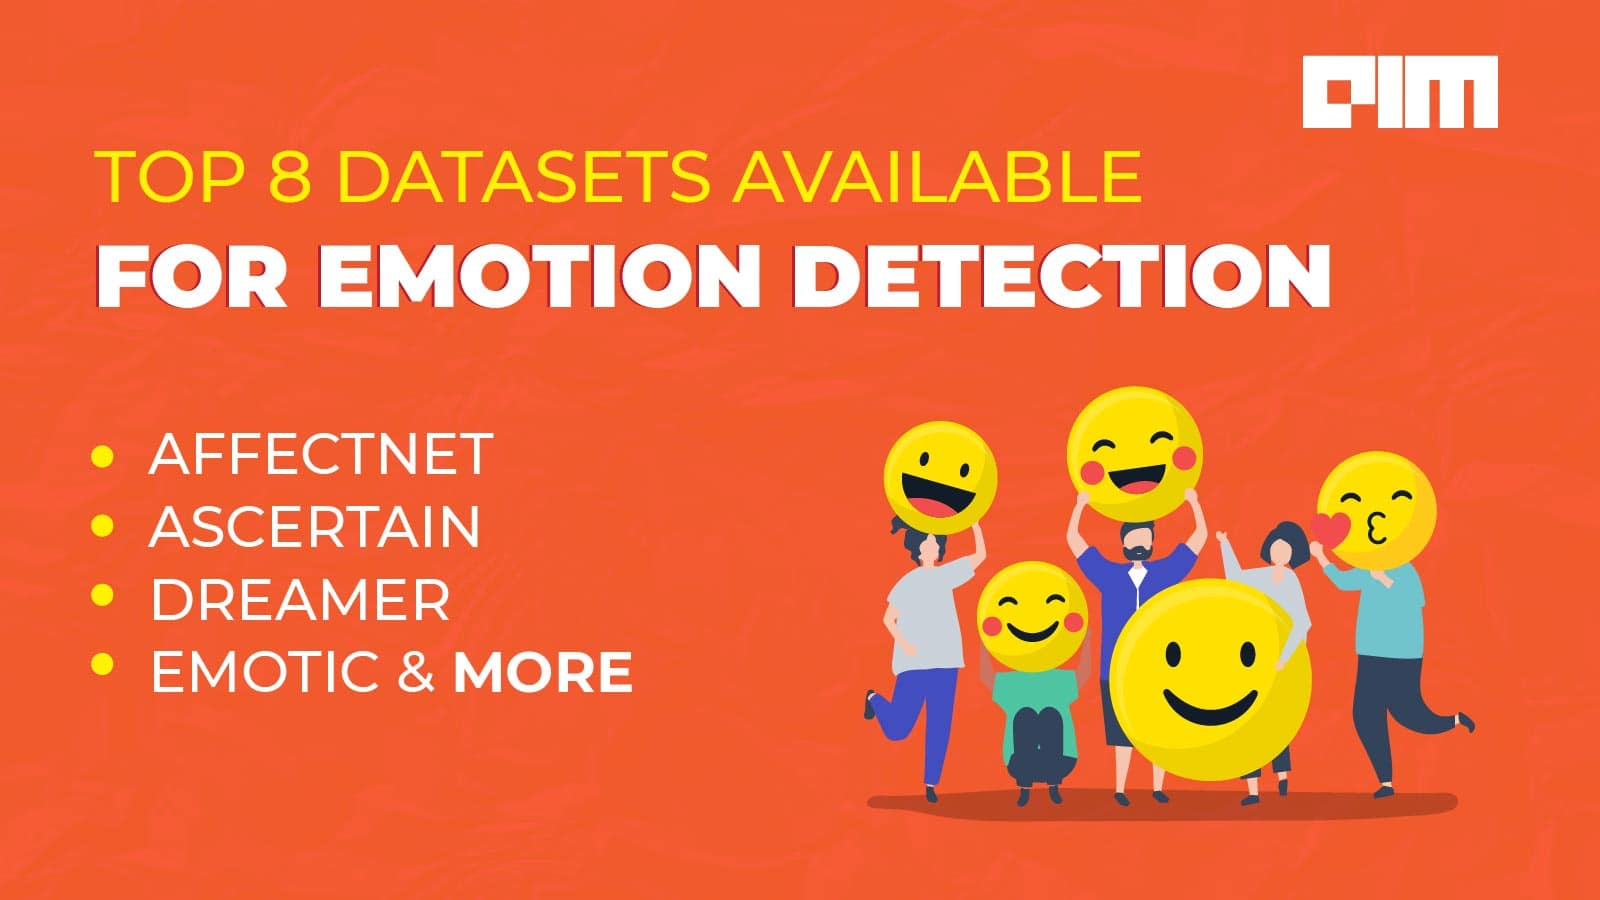 AIM
TOP 8 DATASETS AVAILABLE
FOR EMOTION DETECTION
AFFECTNET
ASCERTAIN
DREAMER
EMOTIC & MORE